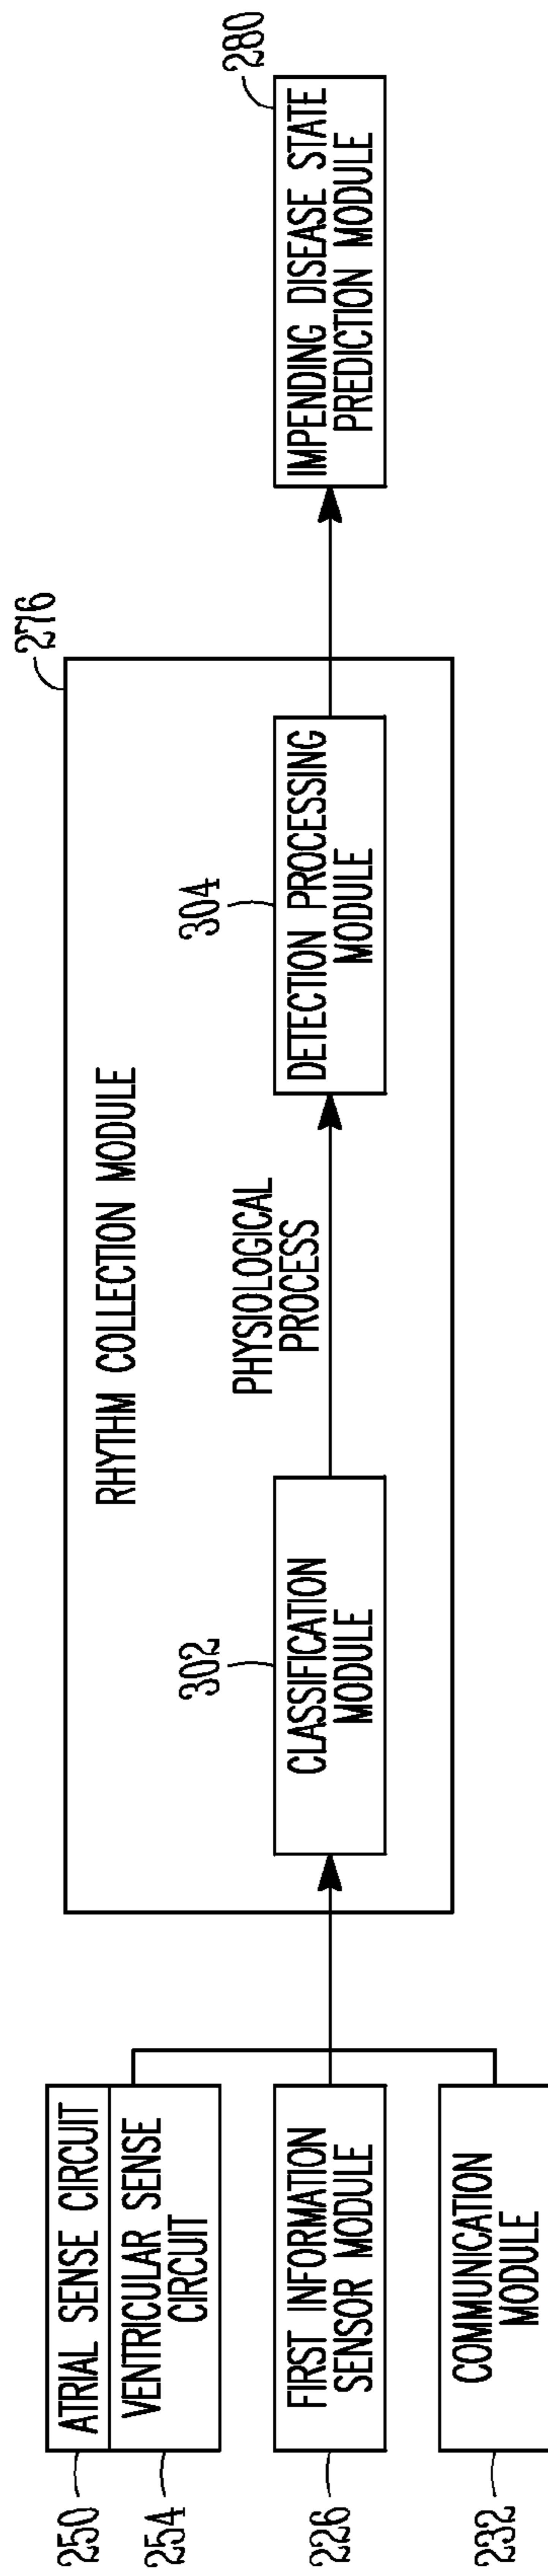 250
ATRIAL SENSE CIRCUIT
254
VENTRICULAR SENSE
CIRCUIT
226
FIRST INFORMATION
SENSOR MODULE
232
COMMUNICATION
MODULE
276
RHYTHM COLLECTION MODULE
302
CLASSIFICATION
MODULE
PHYSIOLOGICAL
PROCESS
304
DETECTION PROCESSING
MODULE
280
IMPENDING DISEASE STATE
PREDICTION MODULE